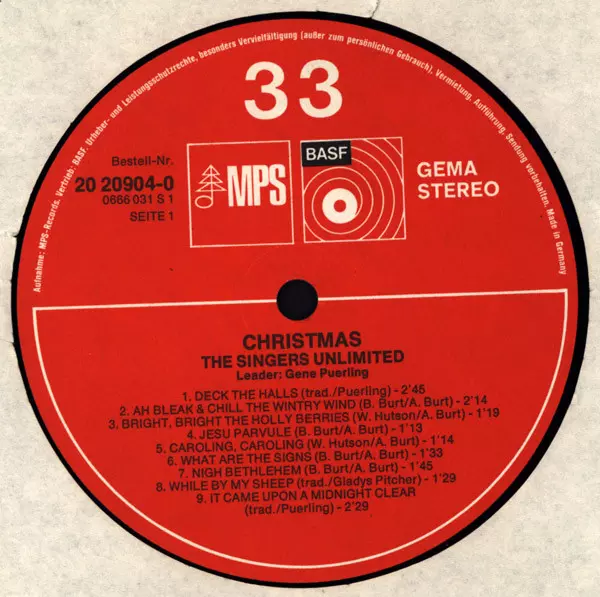 Aufnahme: MPS-Records. Vertrieb: BASF. Urheber- und Leistungsschutzrechte, besonders Vervielfältigung (außer zum persönlichen Gebrauch), Vermietung, Aufführung, Sendung vorbehalten. Made in Germany
33
Bestell-Nr.
20 20904-0
0666 031 S 1
SEITE 1
MPS
BASF
GEMA
STEREO
CHRISTMAS
THE SINGERS UNLIMITED
Leader: Gene Puerling
1. DECK THE HALLS (trad./Puerling) - 2'45
2. AH BLEAK & CHILL THE WINTRY WIND (B. Burt/A. Burt) - 2'14
3. BRIGHT, BRIGHT THE HOLLY BERRIES (W. Hutson/A. Burt) - 1'19
4. JESU PARVULE (B. Burt/A. Burt) - 1'13
5. CAROLING, CAROLING (W. Hutson/A. Burt) - 1'14
6. WHAT ARE THE SIGNS (B. Burt/A. Burt) - 1'33
7. NIGH BETHLEHEM (B. Burt/A. Burt) - 1'45
8. WHILE BY MY SHEEP (trad./Gladys Pitcher) - 1'29
9. IT CAME UPON A MIDNIGHT CLEAR
(trad./Puerling) - 2'29